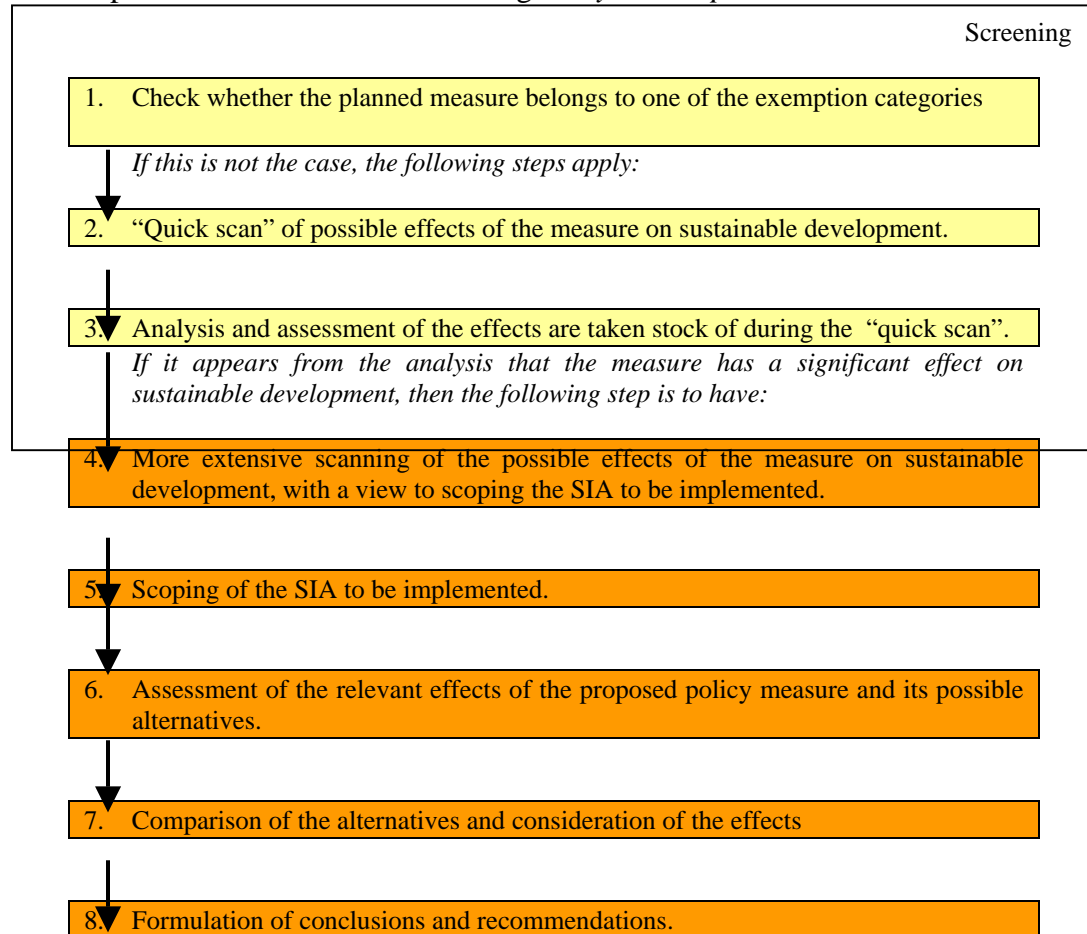 Screening
1. Check whether the planned measure belongs to one of the exemption categories
If this is not the case, the following steps apply:
2. “Quick scan” of possible effects of the measure on sustainable development.
3. Analysis and assessment of the effects are taken stock of during the “quick scan”.
If it appears from the analysis that the measure has a significant effect on
sustainable development, then the following step is to have:
4. More extensive scanning of the possible effects of the measure on sustainable
development, with a view to scoping the SIA to be implemented.
5. Scoping of the SIA to be implemented.
6. Assessment of the relevant effects of the proposed policy measure and its possible
alternatives.
7. Comparison of the alternatives and consideration of the effects
8. Formulation of conclusions and recommendations.